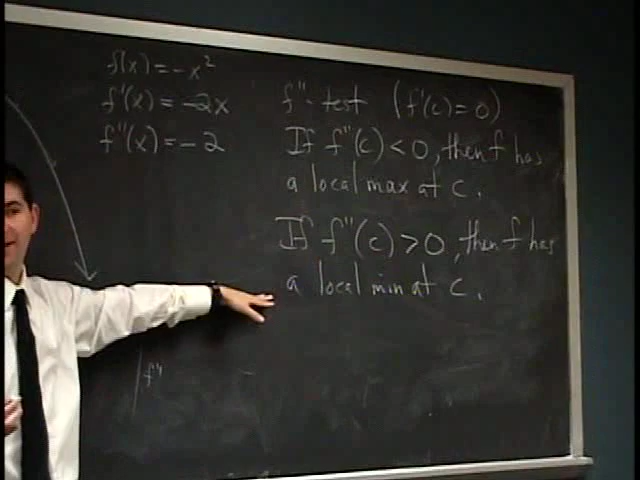 f(x) = -x²
f'(x) = -2x
f"(x) = -2
f"-test (f'(c) = 0)
If f"(c) < 0, then f has
a local max at c.
If f"(c) > 0, then f has
a local min at c.
f"